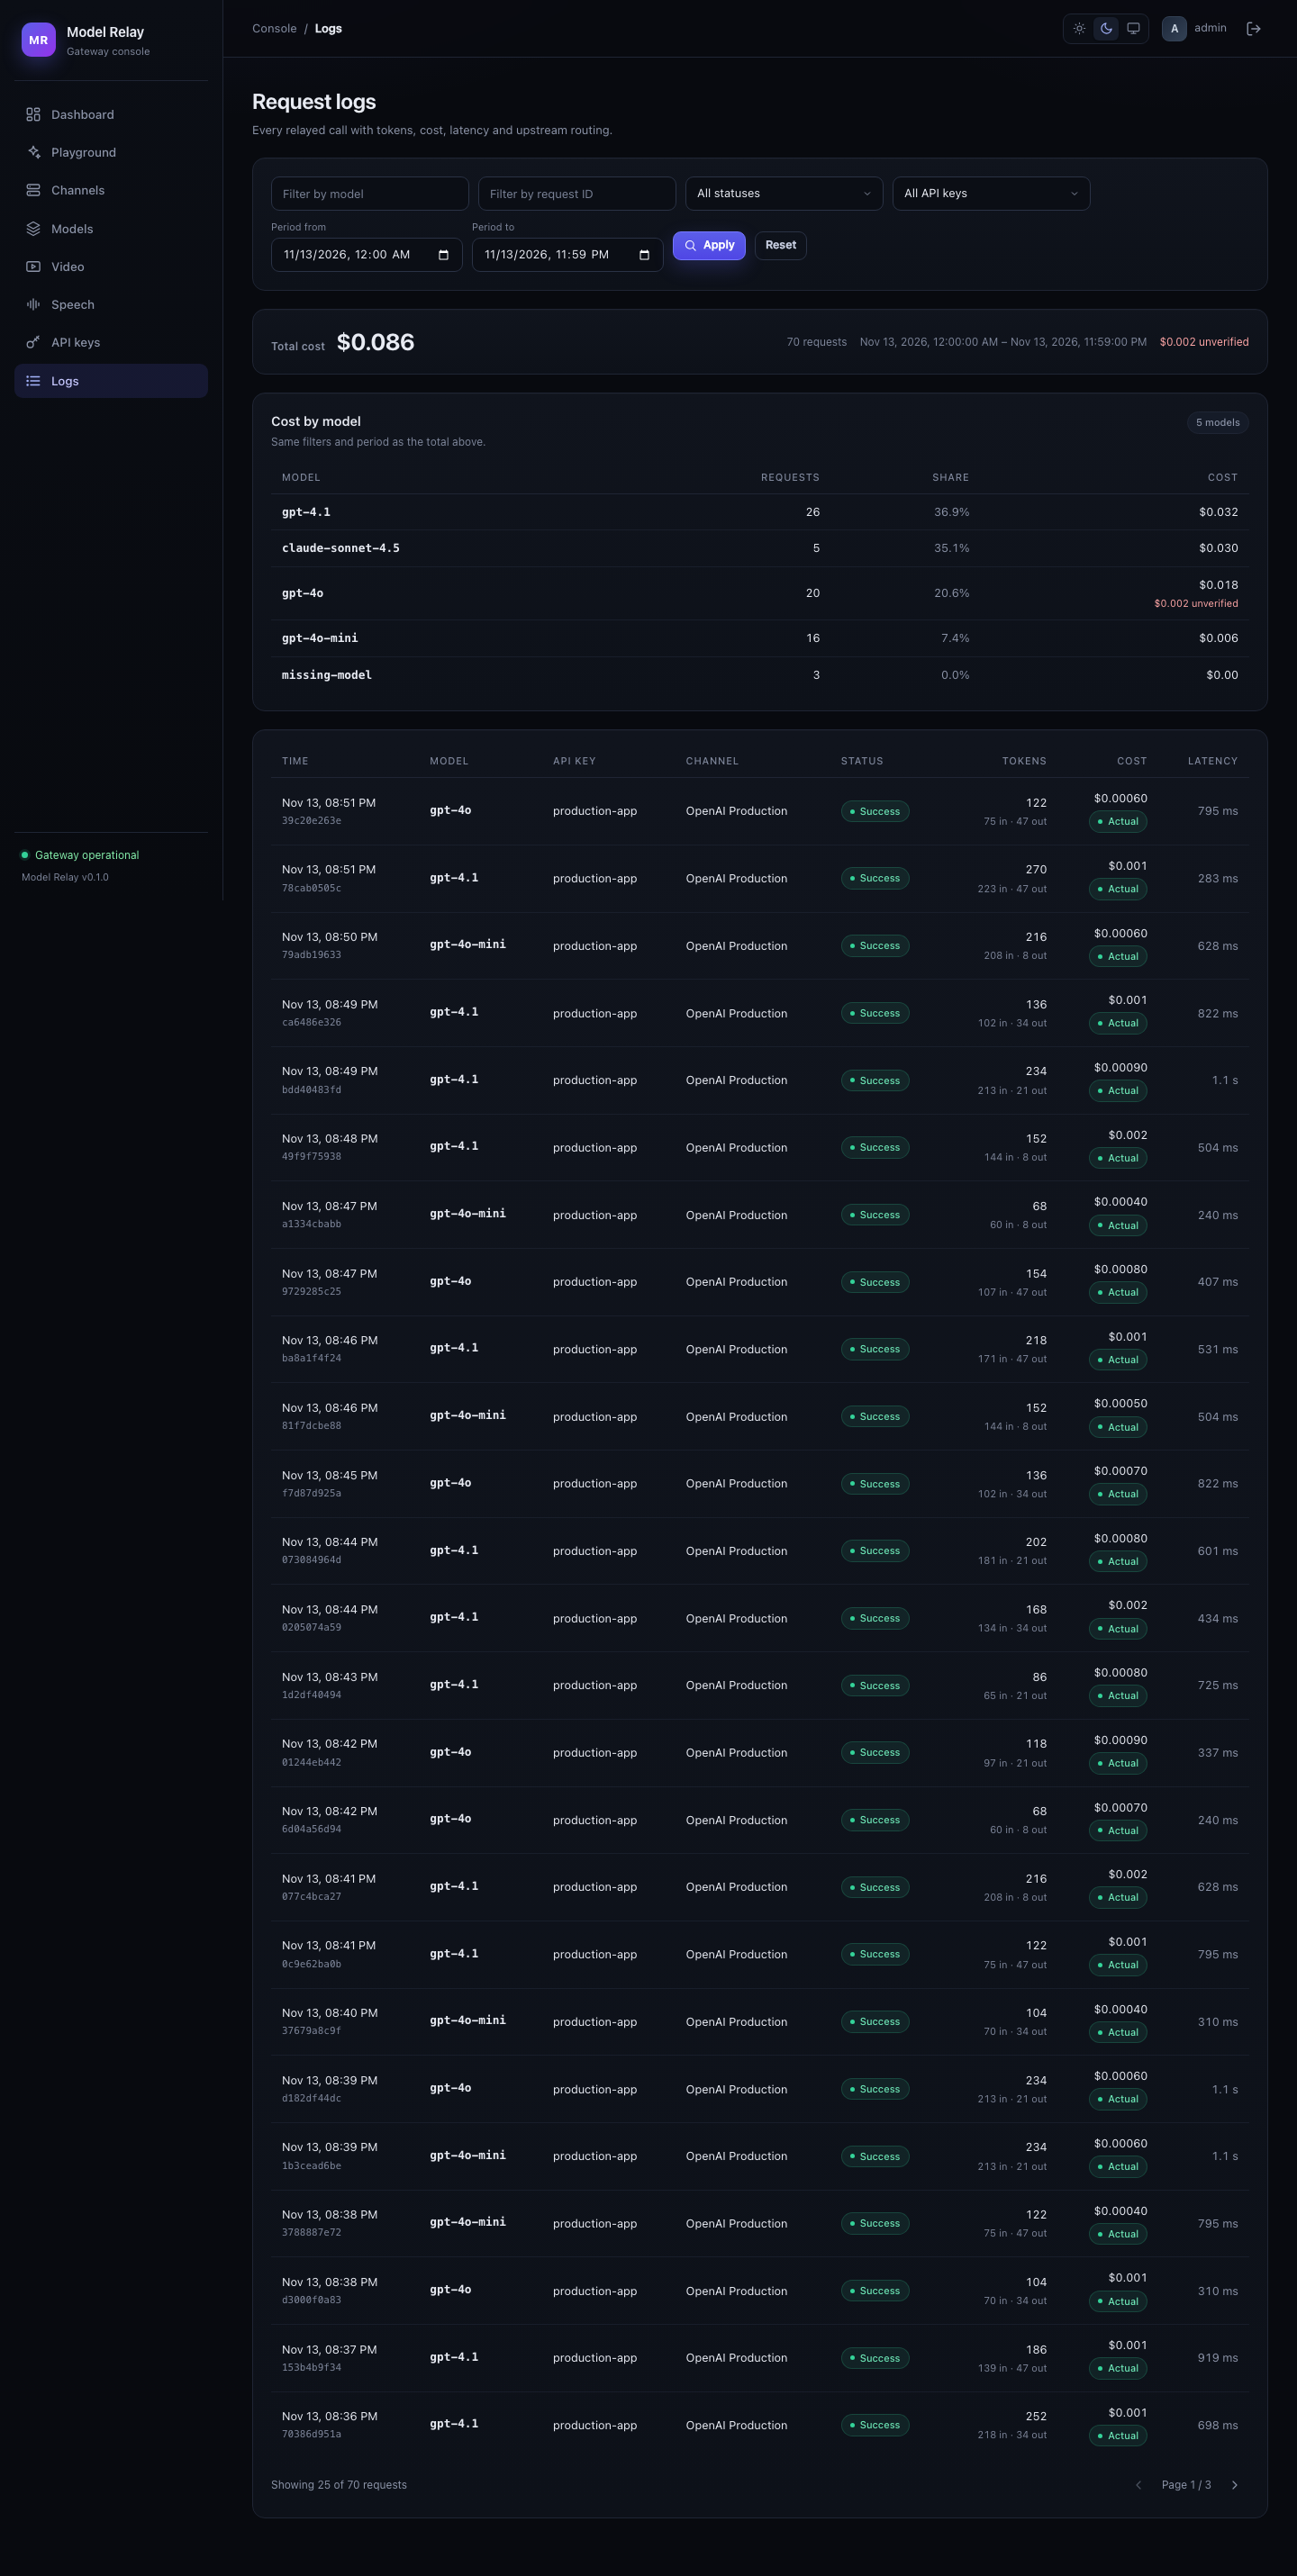 MR
Model Relay
Gateway console
Dashboard
Playground
Channels
Models
Video
Speech
API keys
Logs
Gateway operational
Model Relay v0.1.0
Console / Logs
A admin
Request logs
Every relayed call with tokens, cost, latency and upstream routing.
Filter by model Filter by request ID All statuses All API keys
Period from Period to
11/13/2026, 12:00 AM 11/13/2026, 11:59 PM Apply Reset
Total cost $0.086 70 requests Nov 13, 2026, 12:00:00 AM – Nov 13, 2026, 11:59:00 PM $0.002 unverified
Cost by model 5 models
Same filters and period as the total above.
MODEL REQUESTS SHARE COST
gpt-4.1 26 36.9% $0.032
claude-sonnet-4.5 5 35.1% $0.030
gpt-4o 20 20.6% $0.018
$0.002 unverified
gpt-4o-mini 16 7.4% $0.006
missing-model 3 0.0% $0.00
TIME MODEL API KEY CHANNEL STATUS TOKENS COST LATENCY
Nov 13, 08:51 PM gpt-4o production-app OpenAI Production Success 122 $0.00060 795 ms
39c20e263e 75 in · 47 out Actual
Nov 13, 08:51 PM gpt-4.1 production-app OpenAI Production Success 270 $0.001 283 ms
78cab0505c 223 in · 47 out Actual
Nov 13, 08:50 PM gpt-4o-mini production-app OpenAI Production Success 216 $0.00060 628 ms
79adb19633 208 in · 8 out Actual
Nov 13, 08:49 PM gpt-4.1 production-app OpenAI Production Success 136 $0.001 822 ms
ca6486e326 102 in · 34 out Actual
Nov 13, 08:49 PM gpt-4.1 production-app OpenAI Production Success 234 $0.00090 1.1 s
bdd40483fd 213 in · 21 out Actual
Nov 13, 08:48 PM gpt-4.1 production-app OpenAI Production Success 152 $0.002 504 ms
49f9f75938 144 in · 8 out Actual
Nov 13, 08:47 PM gpt-4o-mini production-app OpenAI Production Success 68 $0.00040 240 ms
a1334cbabb 60 in · 8 out Actual
Nov 13, 08:47 PM gpt-4o production-app OpenAI Production Success 154 $0.00080 407 ms
9729285c25 107 in · 47 out Actual
Nov 13, 08:46 PM gpt-4.1 production-app OpenAI Production Success 218 $0.001 531 ms
ba8a1f4f24 171 in · 47 out Actual
Nov 13, 08:46 PM gpt-4o-mini production-app OpenAI Production Success 152 $0.00050 504 ms
81f7dcbe88 144 in · 8 out Actual
Nov 13, 08:45 PM gpt-4o production-app OpenAI Production Success 136 $0.00070 822 ms
f7d87d925a 102 in · 34 out Actual
Nov 13, 08:44 PM gpt-4.1 production-app OpenAI Production Success 202 $0.00080 601 ms
073084964d 181 in · 21 out Actual
Nov 13, 08:44 PM gpt-4.1 production-app OpenAI Production Success 168 $0.002 434 ms
0205074a59 134 in · 34 out Actual
Nov 13, 08:43 PM gpt-4.1 production-app OpenAI Production Success 86 $0.00080 725 ms
1d2df40494 65 in · 21 out Actual
Nov 13, 08:42 PM gpt-4o production-app OpenAI Production Success 118 $0.00090 337 ms
01244eb442 97 in · 21 out Actual
Nov 13, 08:42 PM gpt-4o production-app OpenAI Production Success 68 $0.00070 240 ms
6d04a56d94 60 in · 8 out Actual
Nov 13, 08:41 PM gpt-4.1 production-app OpenAI Production Success 216 $0.002 628 ms
077c4bca27 208 in · 8 out Actual
Nov 13, 08:41 PM gpt-4.1 production-app OpenAI Production Success 122 $0.001 795 ms
0c9e62ba0b 75 in · 47 out Actual
Nov 13, 08:40 PM gpt-4o-mini production-app OpenAI Production Success 104 $0.00040 310 ms
37679a8c9f 70 in · 34 out Actual
Nov 13, 08:39 PM gpt-4o production-app OpenAI Production Success 234 $0.00060 1.1 s
d182df44dc 213 in · 21 out Actual
Nov 13, 08:39 PM gpt-4o-mini production-app OpenAI Production Success 234 $0.00060 1.1 s
1b3cead6be 213 in · 21 out Actual
Nov 13, 08:38 PM gpt-4o-mini production-app OpenAI Production Success 122 $0.00040 795 ms
3788887e72 75 in · 47 out Actual
Nov 13, 08:38 PM gpt-4o production-app OpenAI Production Success 104 $0.001 310 ms
d3000f0a83 70 in · 34 out Actual
Nov 13, 08:37 PM gpt-4.1 production-app OpenAI Production Success 186 $0.001 919 ms
153b4b9f34 139 in · 47 out Actual
Nov 13, 08:36 PM gpt-4.1 production-app OpenAI Production Success 252 $0.001 698 ms
70386d951a 218 in · 34 out Actual
Showing 25 of 70 requests Page 1 / 3